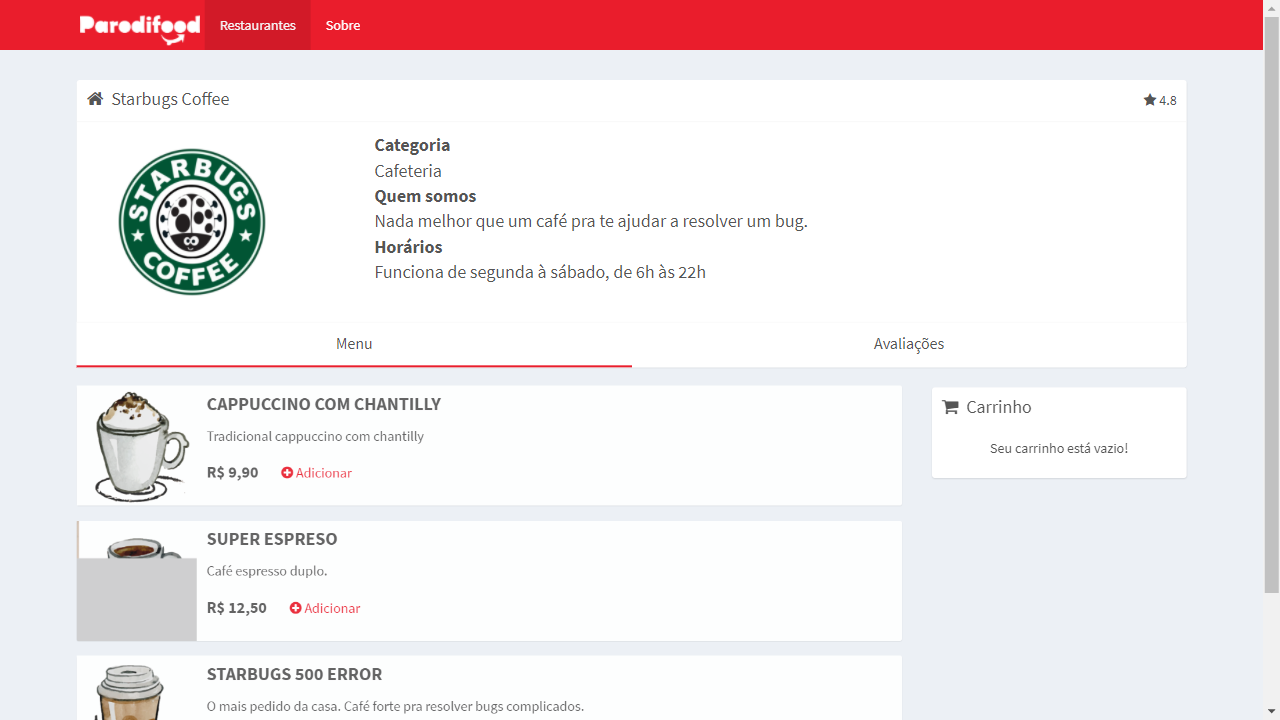 Parodifood
Restaurantes
Sobre
Starbugs Coffee
4.8
STARBUGS
COFFEE
Categoria
Cafeteria
Quem somos
Nada melhor que um café pra te ajudar a resolver um bug.
Horários
Funciona de segunda à sábado, de 6h às 22h
Menu
Avaliações
CAPPUCCINO COM CHANTILLY
Tradicional cappuccino com chantilly
R$ 9,90
Adicionar
Carrinho
Seu carrinho está vazio!
SUPER ESPRESO
Café espresso duplo.
R$ 12,50
Adicionar
STARBUGS 500 ERROR
O mais pedido da casa. Café forte pra resolver bugs complicados.